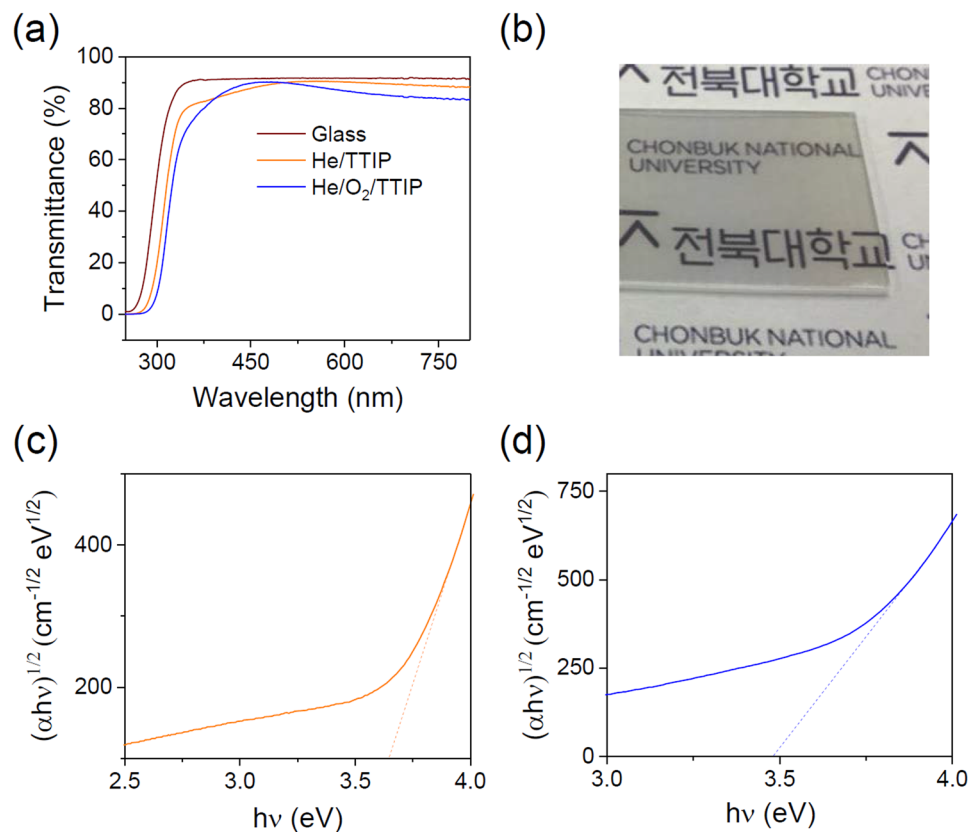 (a)
100
80
60
40
20
0
Transmittance (%)
Glass
He/TTIP
He/O2/TTIP
300 450 600 750
Wavelength (nm)
(b)
전북대학교 CHON
UNIVE
CHONBUK NATIONAL
UNIVERSITY
전북대학교 CH
UN
CHONBUK NATIONAL
UNIVERSITY
(c)
400
200
(αhν)1/2 (cm-1/2 eV1/2)
2.5 3.0 3.5 4.0
hν (eV)
(d)
750
500
250
0
(αhν)1/2 (cm-1/2 eV1/2)
3.0 3.5 4.0
hν (eV)